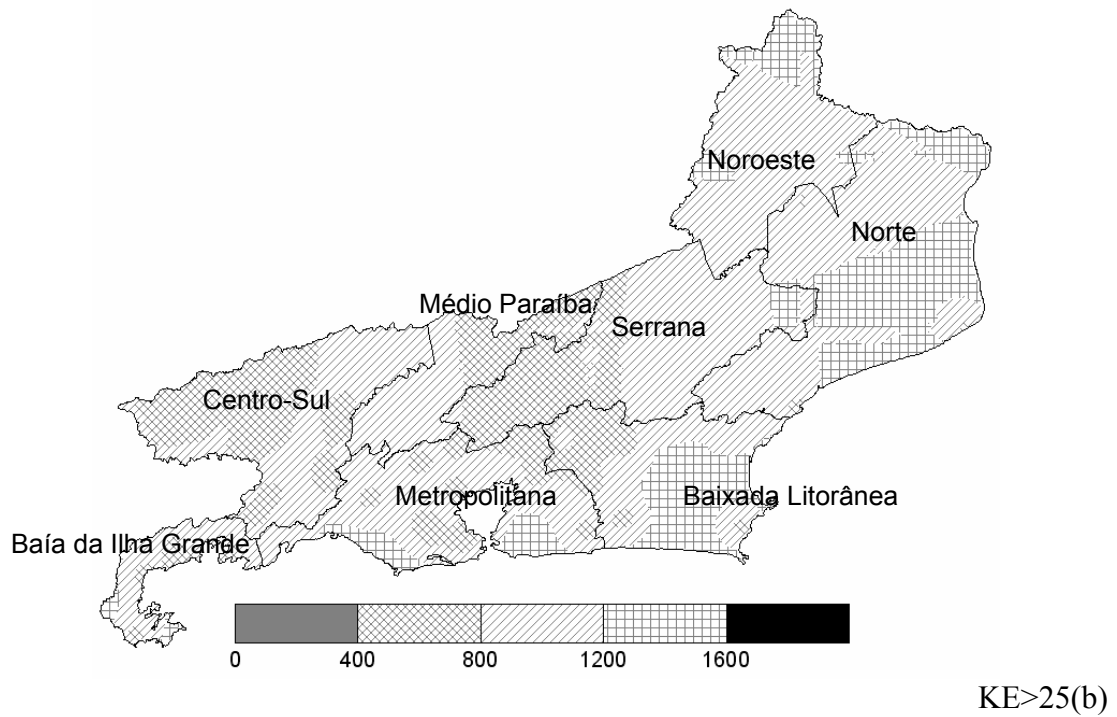 Noroeste
Norte
Médio Paraíba
Serrana
Centro-Sul
Metropolitana
Baixada Litorânea
Baía da Ilha Grande
0 400 800 1200 1600
KE>25(b)